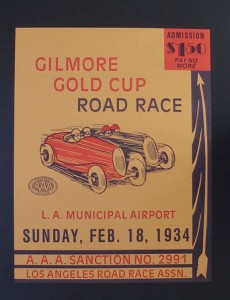 ADMISSION
$1.50
PAY NO
MORE
GILMORE
GOLD CUP
ROAD RACE
L.A. MUNICIPAL AIRPORT
SUNDAY, FEB. 18, 1934
A.A.A. SANCTION NO. 2991
LOS ANGELES ROAD RACE ASSN.